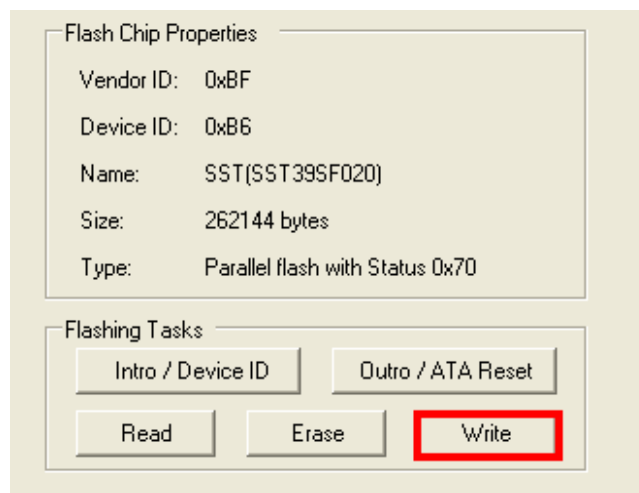 Flash Chip Properties
Vendor ID: 0xBF
Device ID: 0xB6
Name: SST(SST39SF020)
Size: 262144 bytes
Type: Parallel flash with Status 0x70
Flashing Tasks
Intro / Device ID Outro / ATA Reset
Read Erase Write